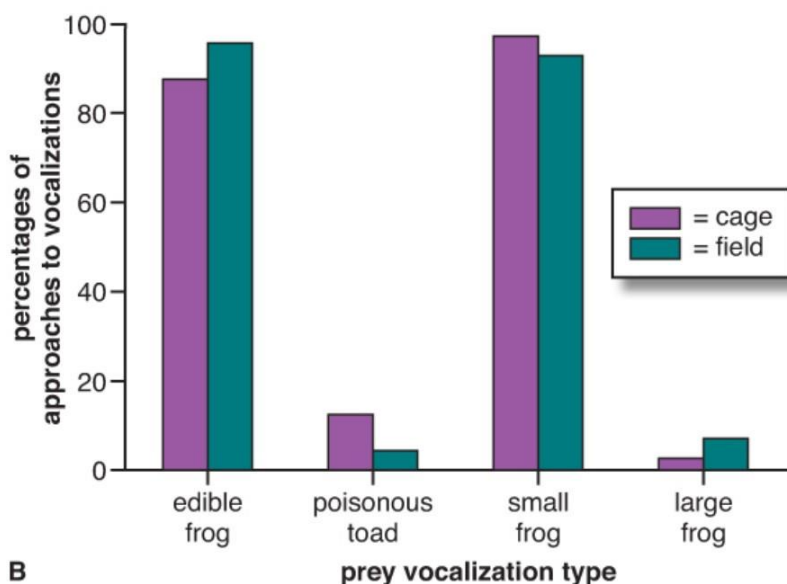 percentages of
approaches to vocalizations
100
80
60
40
20
0
= cage
= field
edible
frog
poisonous
toad
small
frog
large
frog
B
prey vocalization type